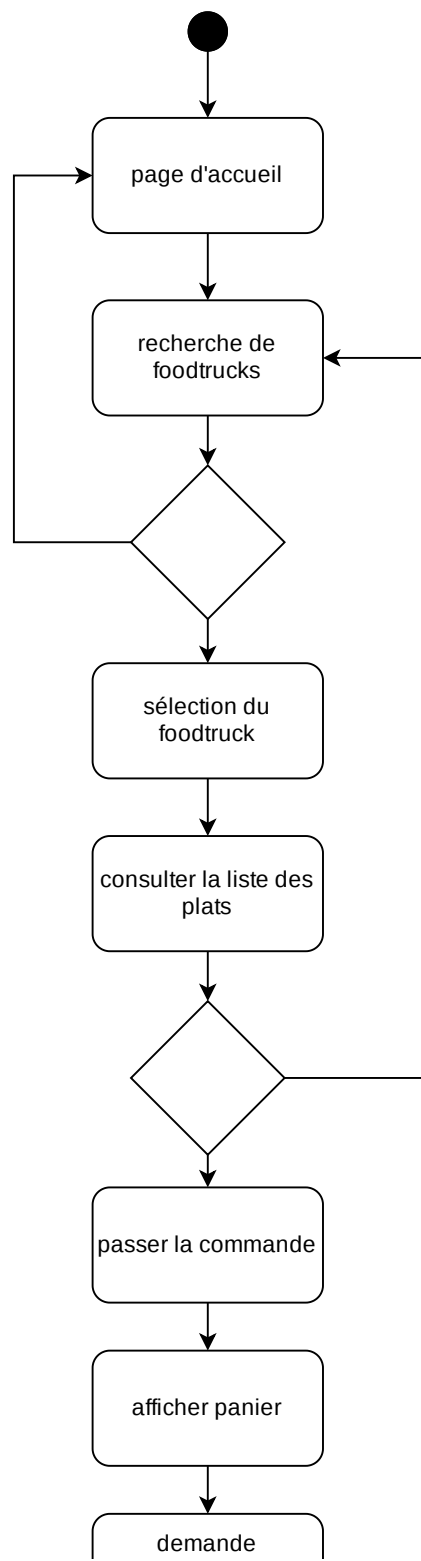 page d'accueil
recherche de
foodtrucks
sélection du
foodtruck
consulter la liste des
plats
passer la commande
afficher panier
demande